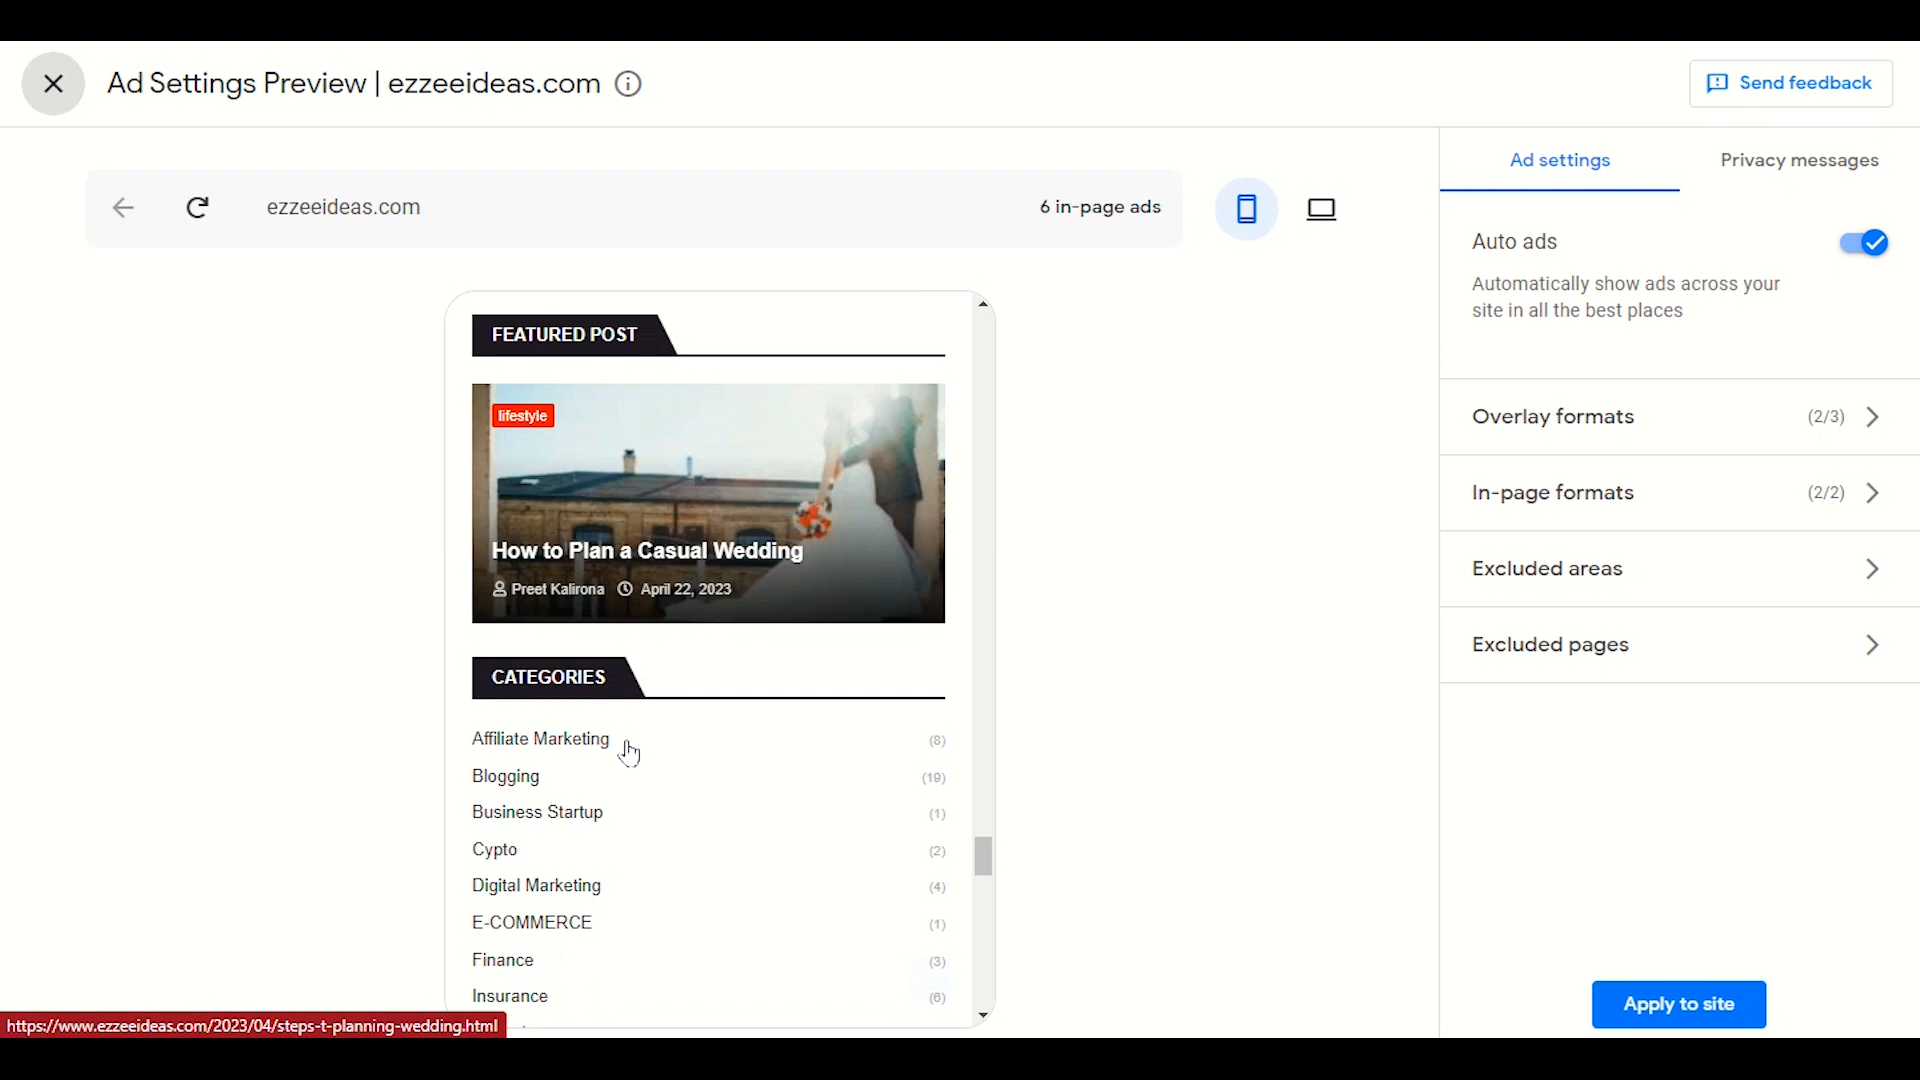 Ad Settings Preview | ezzeeideas.com
Send feedback
ezzeeideas.com
6 in-page ads
Ad settings
Privacy messages
Auto ads
Automatically show ads across your
site in all the best places
Overlay formats (2/3)
In-page formats (2/2)
Excluded areas
Excluded pages
Apply to site
FEATURED POST
lifestyle
How to Plan a Casual Wedding
Preet Kalirona April 22, 2023
CATEGORIES
Affiliate Marketing (8)
Blogging (19)
Business Startup (1)
Cypto (2)
Digital Marketing (4)
E-COMMERCE (1)
Finance (3)
Insurance (6)
https://www.ezzeeideas.com/2023/04/steps-t-planning-wedding.html